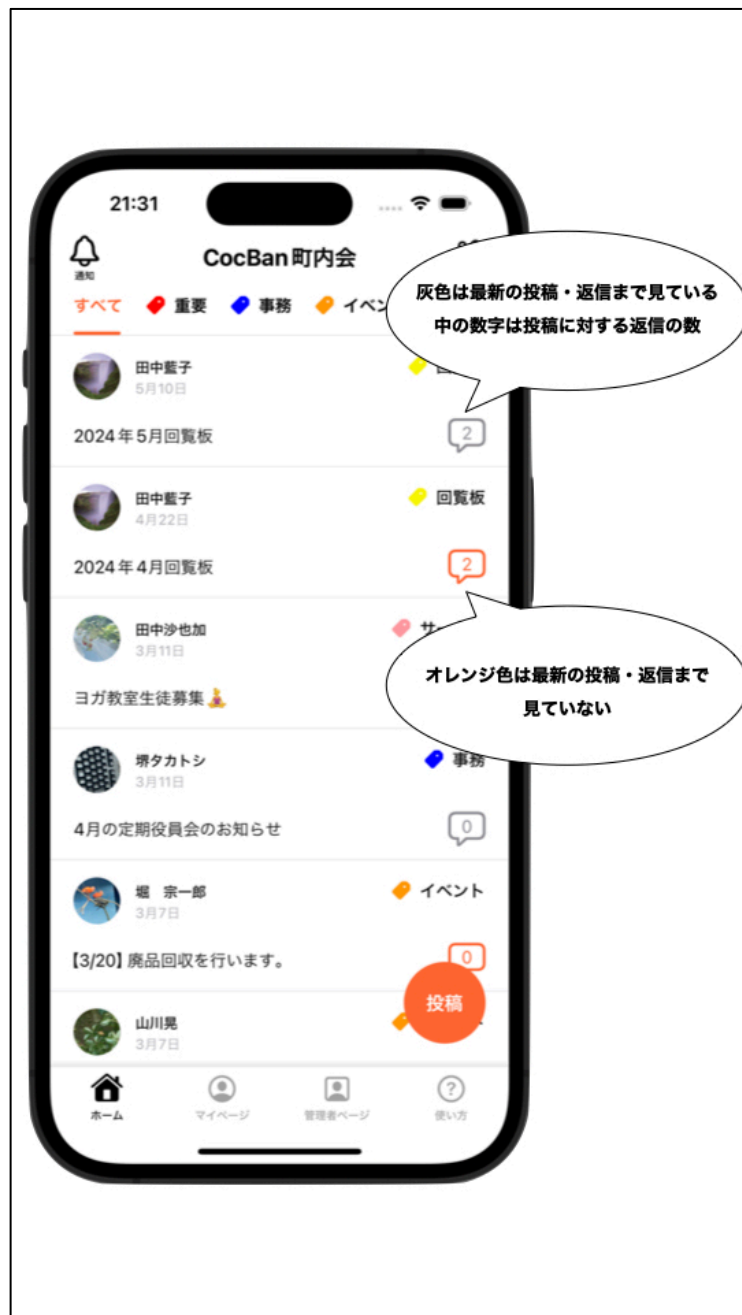 21:31
通知
CocBan町内会
すべて 重要 事務 イベン
灰色は最新の投稿・返信まで見ている
中の数字は投稿に対する返信の数
田中藍子
5月10日
2024年5月回覧板
2
田中藍子
回覧板
4月22日
2024年4月回覧板
2
田中沙也加
サ
3月11日
オレンジ色は最新の投稿・返信まで
見ていない
ヨガ教室生徒募集🧘
堺タカトシ
事務
3月11日
4月の定期役員会のお知らせ
0
堀 宗一郎
イベント
3月7日
【3/20】廃品回収を行います。
0
投稿
山川晃
ト
3月7日
ホーム マイページ 管理者ページ 使い方